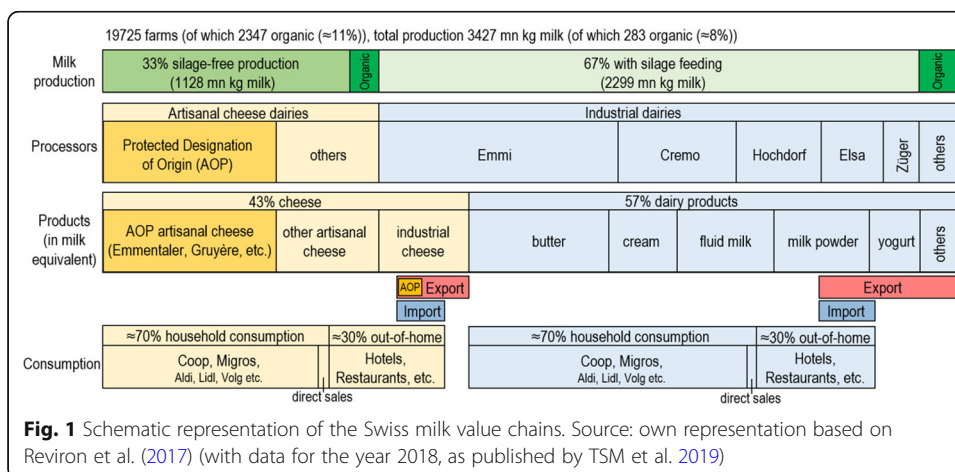 19725 farms (of which 2347 organic (≈11%)), total production 3427 mn kg milk (of which 283 organic (≈8%))
Milk
production
33% silage-free production
(1128 mn kg milk)
Organic
67% with silage feeding
(2299 mn kg milk)
Organic
Processors
Artisanal cheese dairies
Industrial dairies
Protected Designation
of Origin (AOP)
others
Emmi
Cremo
Hochdorf
Elsa
Züger
others
Products
(in milk
equivalent)
43% cheese
57% dairy products
AOP artisanal cheese
(Emmentaler, Gruyère, etc.)
other artisanal
cheese
industrial
cheese
butter
cream
fluid milk
milk powder
yogurt
others
AOP Export
Import
Export
Import
Consumption
≈70% household consumption
≈30% out-of-home
Coop, Migros,
Aldi, Lidl, Volg etc.
Hotels,
Restaurants, etc.
direct sales
≈70% household consumption
≈30% out-of-home
Coop, Migros,
Aldi, Lidl, Volg etc.
Hotels,
Restaurants, etc.
direct sales
Fig. 1 Schematic representation of the Swiss milk value chains. Source: own representation based on
Reviron et al. (2017) (with data for the year 2018, as published by TSM et al. 2019)